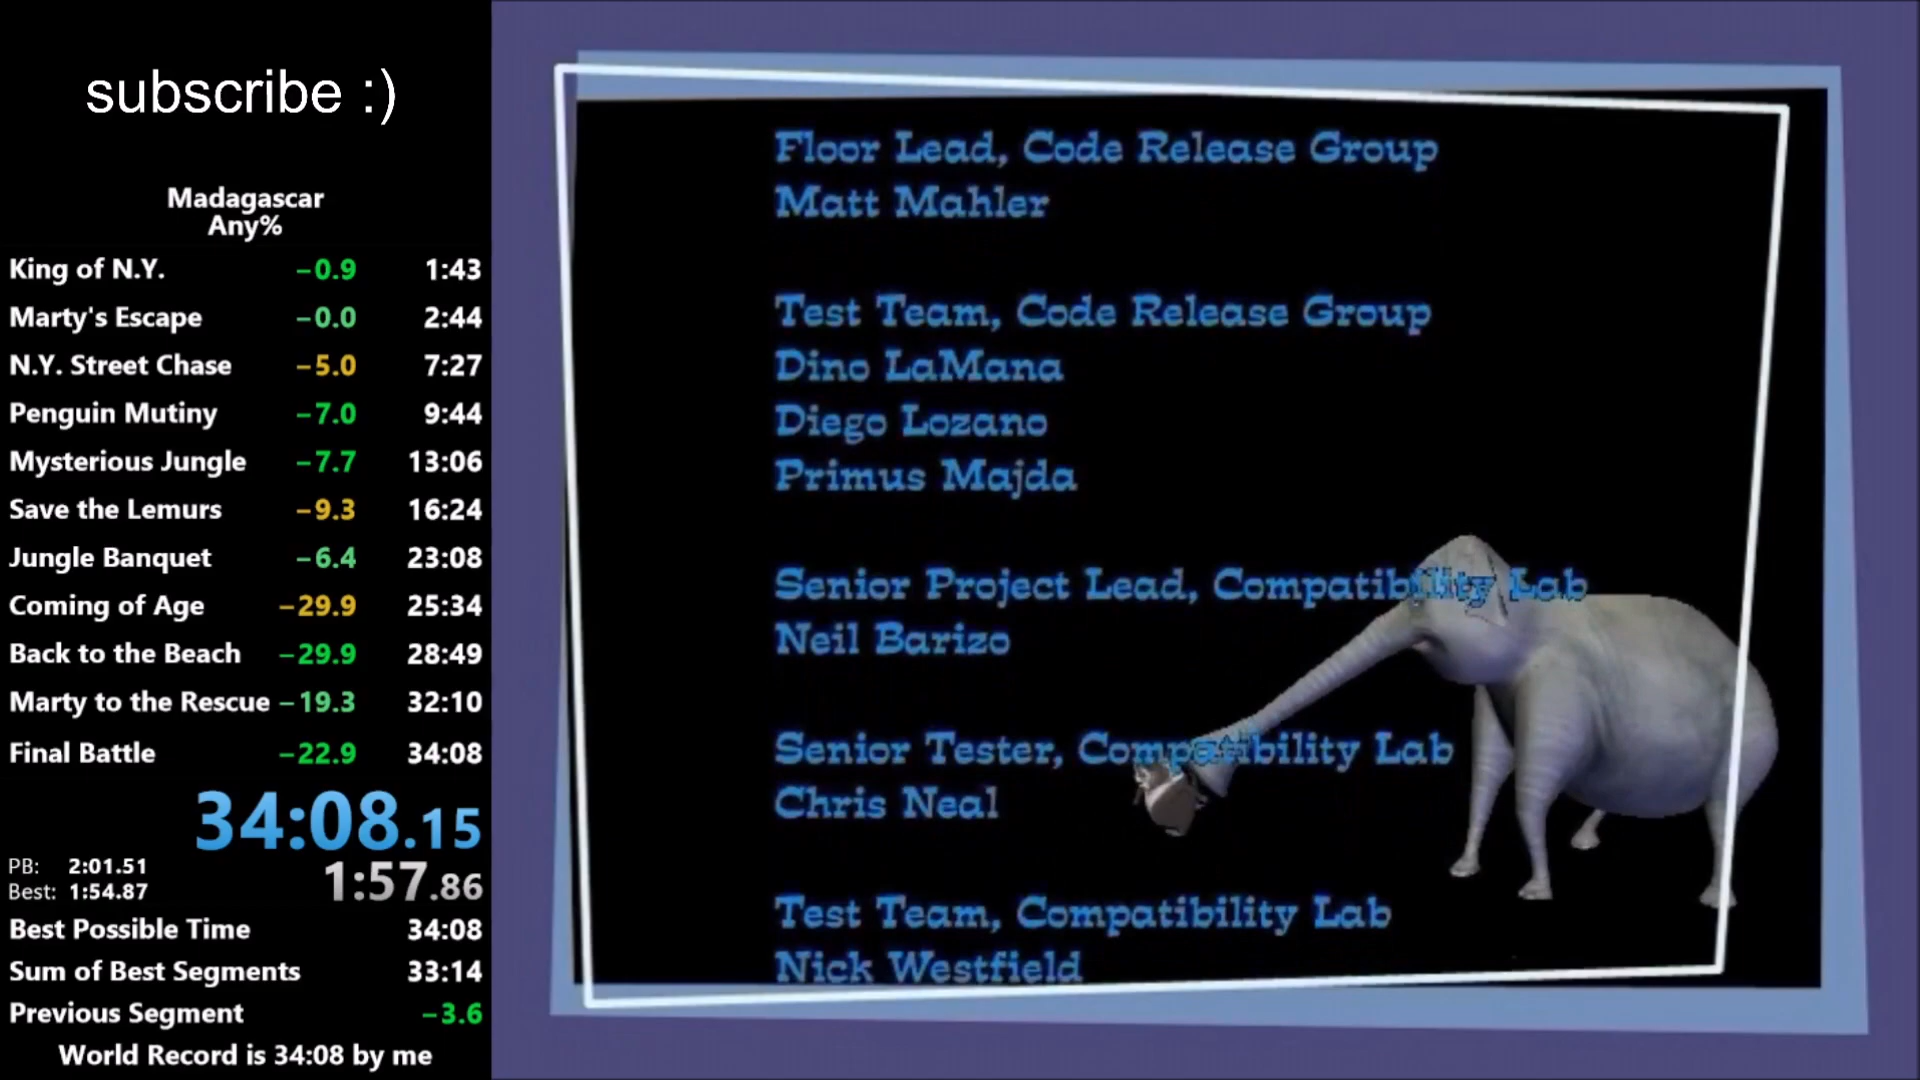 subscribe :)
Madagascar
Any%
King of N.Y. −0.9 1:43
Marty's Escape −0.0 2:44
N.Y. Street Chase −5.0 7:27
Penguin Mutiny −7.0 9:44
Mysterious Jungle −7.7 13:06
Save the Lemurs −9.3 16:24
Jungle Banquet −6.4 23:08
Coming of Age −29.9 25:34
Back to the Beach −29.9 28:49
Marty to the Rescue −19.3 32:10
Final Battle −22.9 34:08
34:08.15
PB: 2:01.51
Best: 1:54.87
1:57.86
Best Possible Time 34:08
Sum of Best Segments 33:14
Previous Segment −3.6
World Record is 34:08 by me
Floor Lead, Code Release Group
Matt Mahler
Test Team, Code Release Group
Dino LaMana
Diego Lozano
Primus Majda
Senior Project Lead, Compatibility Lab
Neil Barizo
Senior Tester, Compatibility Lab
Chris Neal
Test Team, Compatibility Lab
Nick Westfield